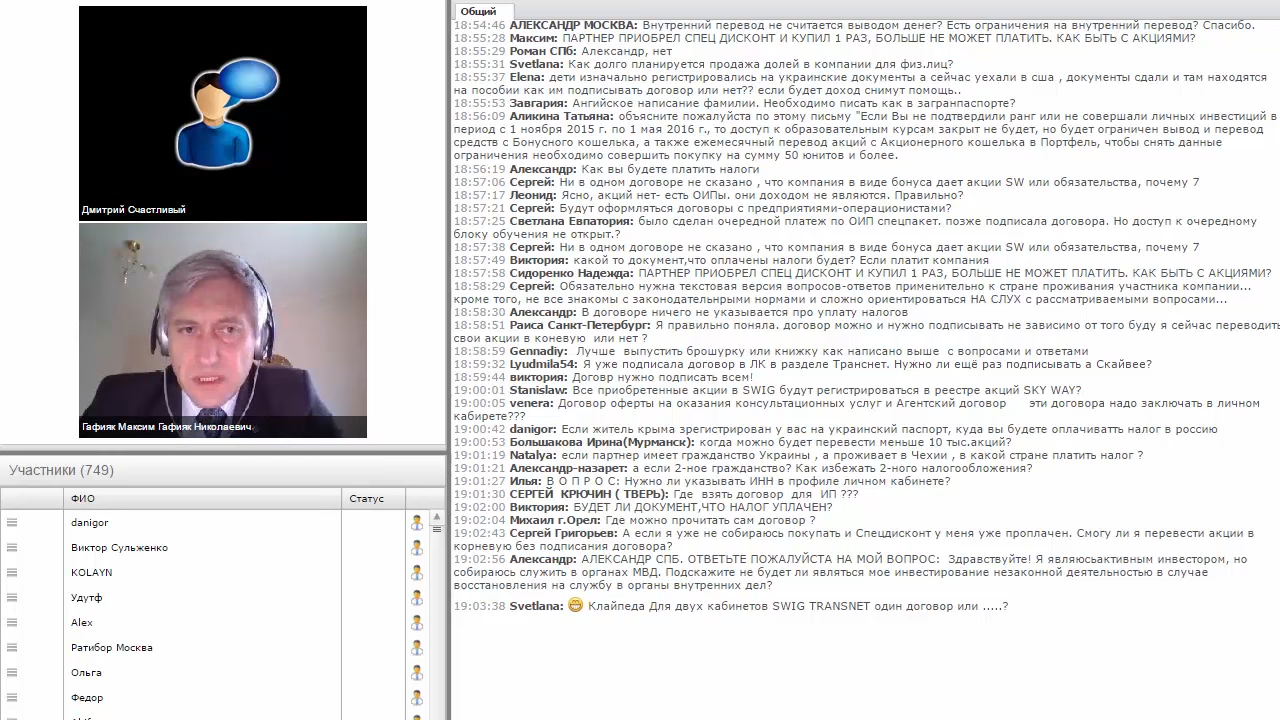 Дмитрий Счастливый
Гафияк Максим Гафияк Николаевич
Участники (749)
ФИО
Статус
danigor
Виктор Сульженко
KOLAYN
Удутф
Alex
Ратибор Москва
Ольга
Федор
Общий
18:54:46 АЛЕКСАНДР МОСКВА: Внутренний перевод не считается выводом денег? Есть ограничения на внутренний перевод? Спасибо.
18:55:28 Максим: ПАРТНЕР ПРИОБРЕЛ СПЕЦ ДИСКОНТ И КУПИЛ 1 РАЗ, БОЛЬШЕ НЕ МОЖЕТ ПЛАТИТЬ. КАК БЫТЬ С АКЦИЯМИ?
18:55:29 Роман СПб: Александр, нет
18:55:31 Svetlana: Как долго планируется продажа долей в компании для физ.лиц?
18:55:37 Elena: дети изначально регистрировались на украинские документы а сейчас уехали в сша , документы сдали и там находятся
на пособии как им подписывать договор или нет?? если будет доход снимут помощь..
18:55:53 Завгария: Ангийское написание фамилии. Необходимо писать как в загранпаспорте?
18:56:09 Аликина Татьяна: объясните пожалуйста по этому письму "Если Вы не подтвердили ранг или не совершали личных инвестиций в
период с 1 ноября 2015 г. по 1 мая 2016 г., то доступ к образовательным курсам закрыт не будет, но будет ограничен вывод и перевод
средств с Бонусного кошелька, а также ежемесячный перевод акций с Акционерного кошелька в Портфель, чтобы снять данные
ограничения необходимо совершить покупку на сумму 50 юнитов и более.
18:56:19 Александр: Как вы будете платить налоги
18:57:06 Сергей: Ни в одном договоре не сказано , что компания в виде бонуса дает акции SW или обязательства, почему 7
18:57:17 Леонид: Ясно, акций нет- есть ОИПы. они доходом не являются. Правильно?
18:57:21 Сергей: Будут оформляться договоры с предприятиями-операционистами?
18:57:25 Светлана Евпатория: было сделан очередной платеж по ОИП спецпакет. позже подписала договора. Но доступ к очередному
блоку обучения не открыт.?
18:57:38 Сергей: Ни в одном договоре не сказано , что компания в виде бонуса дает акции SW или обязательства, почему 7
18:57:49 Виктория: какой то документ,что оплачены налоги будет? Если платит компания
18:57:58 Сидоренко Надежда: ПАРТНЕР ПРИОБРЕЛ СПЕЦ ДИСКОНТ И КУПИЛ 1 РАЗ, БОЛЬШЕ НЕ МОЖЕТ ПЛАТИТЬ. КАК БЫТЬ С АКЦИЯМИ?
18:58:29 Сергей: Обязательно нужна текстовая версия вопросов-ответов применительно к стране проживания участника компании...
кроме того, не все знакомы с законодательнрыми нормами и сложно ориентироваться НА СЛУХ с рассматриваемыми вопросами...
18:58:30 Александр: В договоре ничего не указывается про уплату налогов
18:58:51 Раиса Санкт-Петербург: Я правильно поняла. договор можно и нужно подписывать не зависимо от того буду я сейчас переводить
свои акции в коневую или нет ?
18:58:59 Gennadiy: Лучше выпустить брошурку или книжку как написано выше с вопросами и ответами
18:59:32 Lyudmila54: Я уже подписала договор в ЛК в разделе Транснет. Нужно ли ещё раз подписывать а Скайвее?
18:59:44 виктория: Договр нужно подписать всем!
19:00:01 Stanislaw: Все приобретенные акции в SWIG будут регистрироваться в реестре акций SKY WAY?
19:00:05 venera: Договор оферты на оказания консультационных услуг и Агентский договор эти договора надо заключать в личном
кабирете???
19:00:42 danigor: Если житель крыма зрегистрирован у вас на украинский паспорт, куда вы будете оплачиватть налог в россию
19:00:53 Большакова Ирина(Мурманск): когда можно будет перевести меньше 10 тыс.акций?
19:01:19 Natalya: если партнер имеет гражданство Украины , а проживает в Чехии , в какой стране платить налог ?
19:01:21 Александр-назарет: а если 2-ное гражданство? Как избежать 2-ного налогообложения?
19:01:27 Илья: В О П Р О С: Нужно ли указывать ИНН в профиле личном кабинете?
19:01:30 СЕРГЕЙ КРЮЧИН ( ТВЕРЬ): Где взять договор для ИП ???
19:02:00 Виктория: БУДЕТ ЛИ ДОКУМЕНТ,ЧТО НАЛОГ УПЛАЧЕН?
19:02:04 Михаил г.Орел: Где можно прочитать сам договор ?
19:02:43 Сергей Григорьев: А если я уже не собираюсь покупать и Спецдисконт у меня уже проплачен. Смогу ли я перевести акции в
корневую без подписания договора?
19:02:56 Александр: АЛЕКСАНДР СПБ. ОТВЕТЬТЕ ПОЖАЛУЙСТА НА МОЙ ВОПРОС: Здравствуйте! Я являюсьактивным инвестором, но
собираюсь служить в органах МВД. Подскажите не будет ли являться мое инвестирование незаконной деятельностью в случае
восстановления на службу в органы внутренних дел?
19:03:38 Svetlana: Клайпеда Для двух кабинетов SWIG TRANSNET один договор или .....?